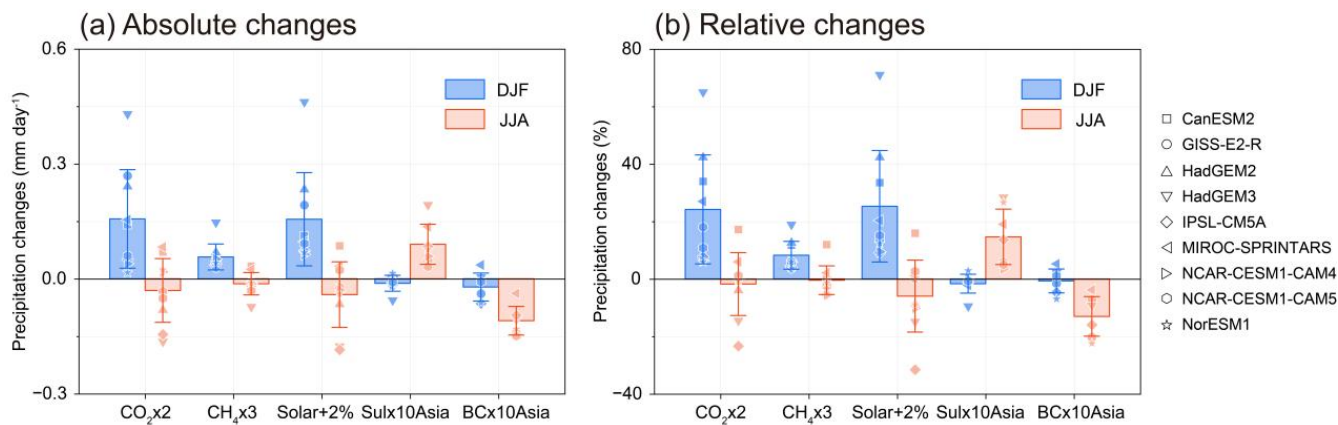 (a) Absolute changes
Precipitation changes (mm day⁻¹)
0.6
0.3
0.0
−0.3
DJF
JJA
CO₂x2
CH₄x3
Solar+2%
Sulx10Asia
BCx10Asia
(b) Relative changes
Precipitation changes (%)
80
40
0
−40
DJF
JJA
CO₂x2
CH₄x3
Solar+2%
Sulx10Asia
BCx10Asia
CanESM2
GISS-E2-R
HadGEM2
HadGEM3
IPSL-CM5A
MIROC-SPRINTARS
NCAR-CESM1-CAM4
NCAR-CESM1-CAM5
NorESM1